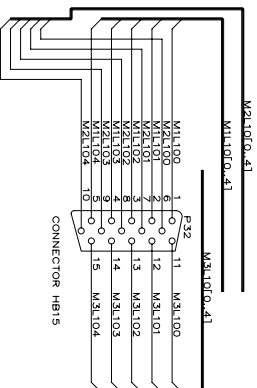 M2L10[0..4]
M1L10[0..4]
M3L10[0..4]
P32
M1L100 1
M2L100 6
M1L101 2
M2L101 7
M1L102 3
M2L102 8
M1L103 4
M2L103 9
M1L104 5
M2L104 10
11 M3L100
12 M3L101
13 M3L102
14 M3L103
15 M3L104
CONNECTOR HB15